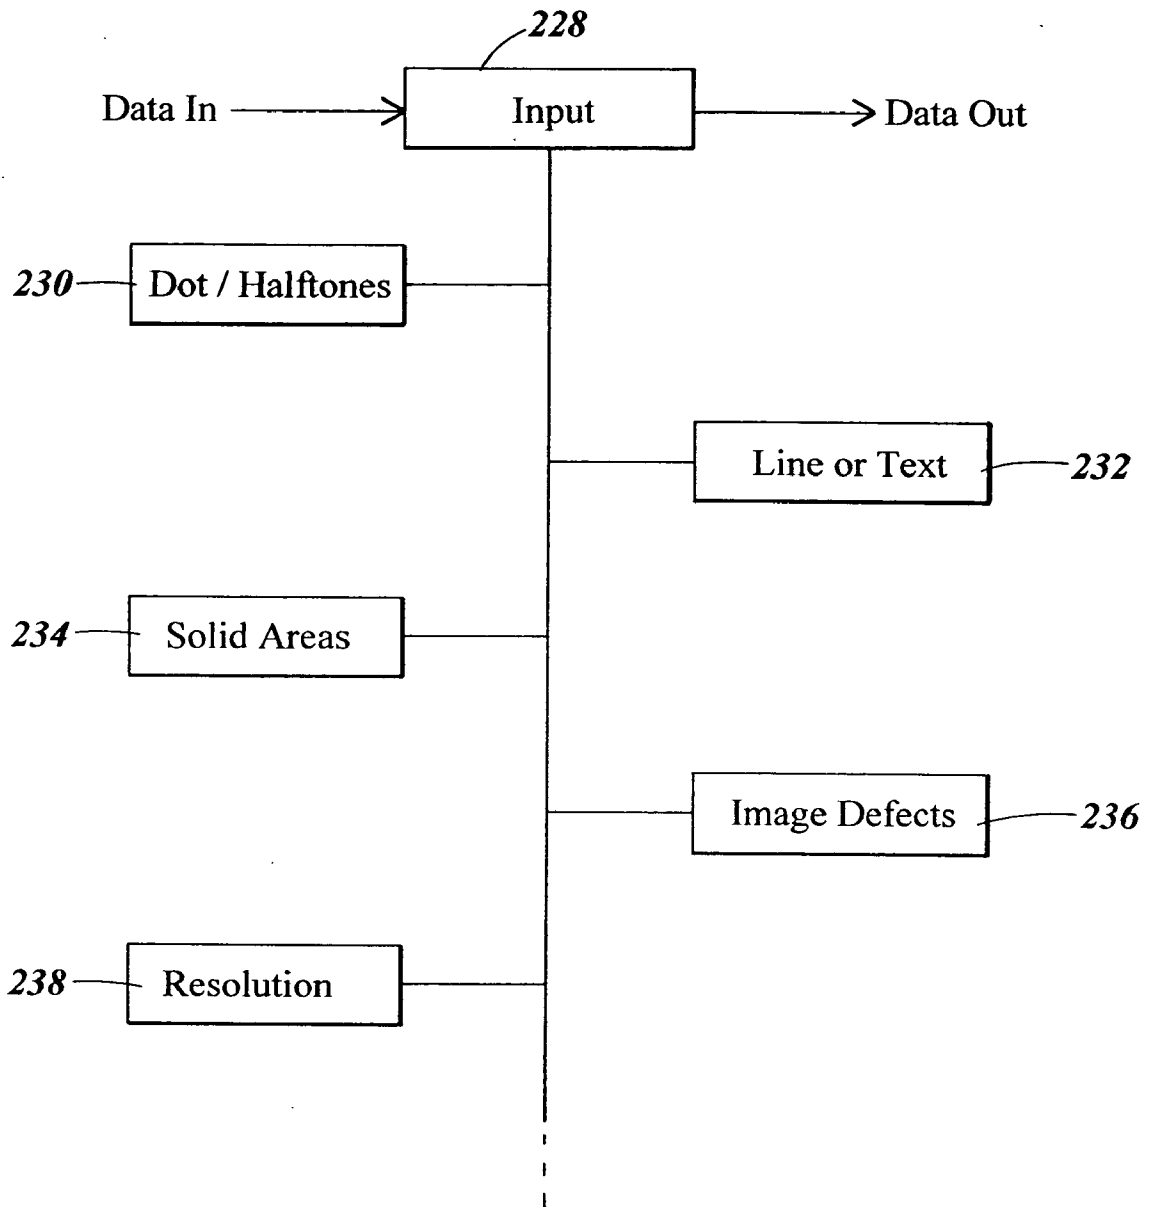 228
Data In
Input
Data Out
230
Dot / Halftones
Line or Text
232
234
Solid Areas
Image Defects
236
238
Resolution